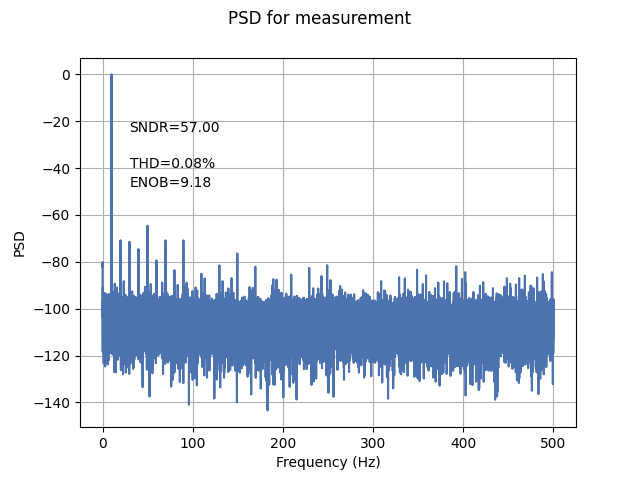 PSD for measurement
0
−20
−40
−60
−80
−100
−120
−140
PSD
SNDR=57.00
THD=0.08%
ENOB=9.18
0
100
200
300
400
500
Frequency (Hz)